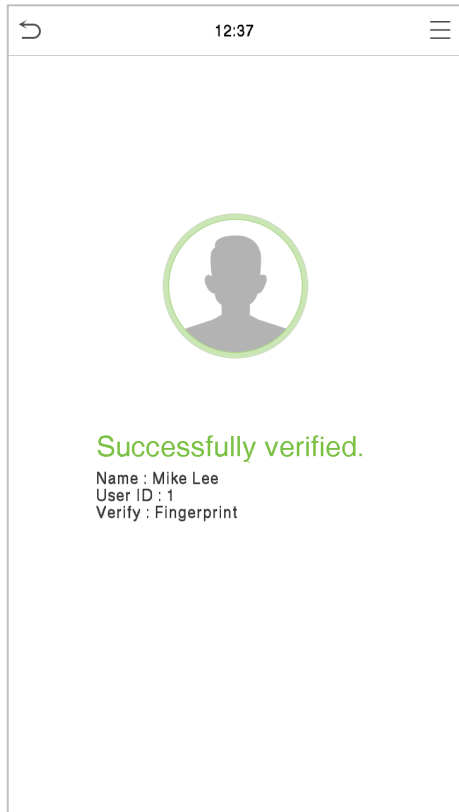 12:37
Successfully verified.
Name : Mike Lee
User ID : 1
Verify : Fingerprint